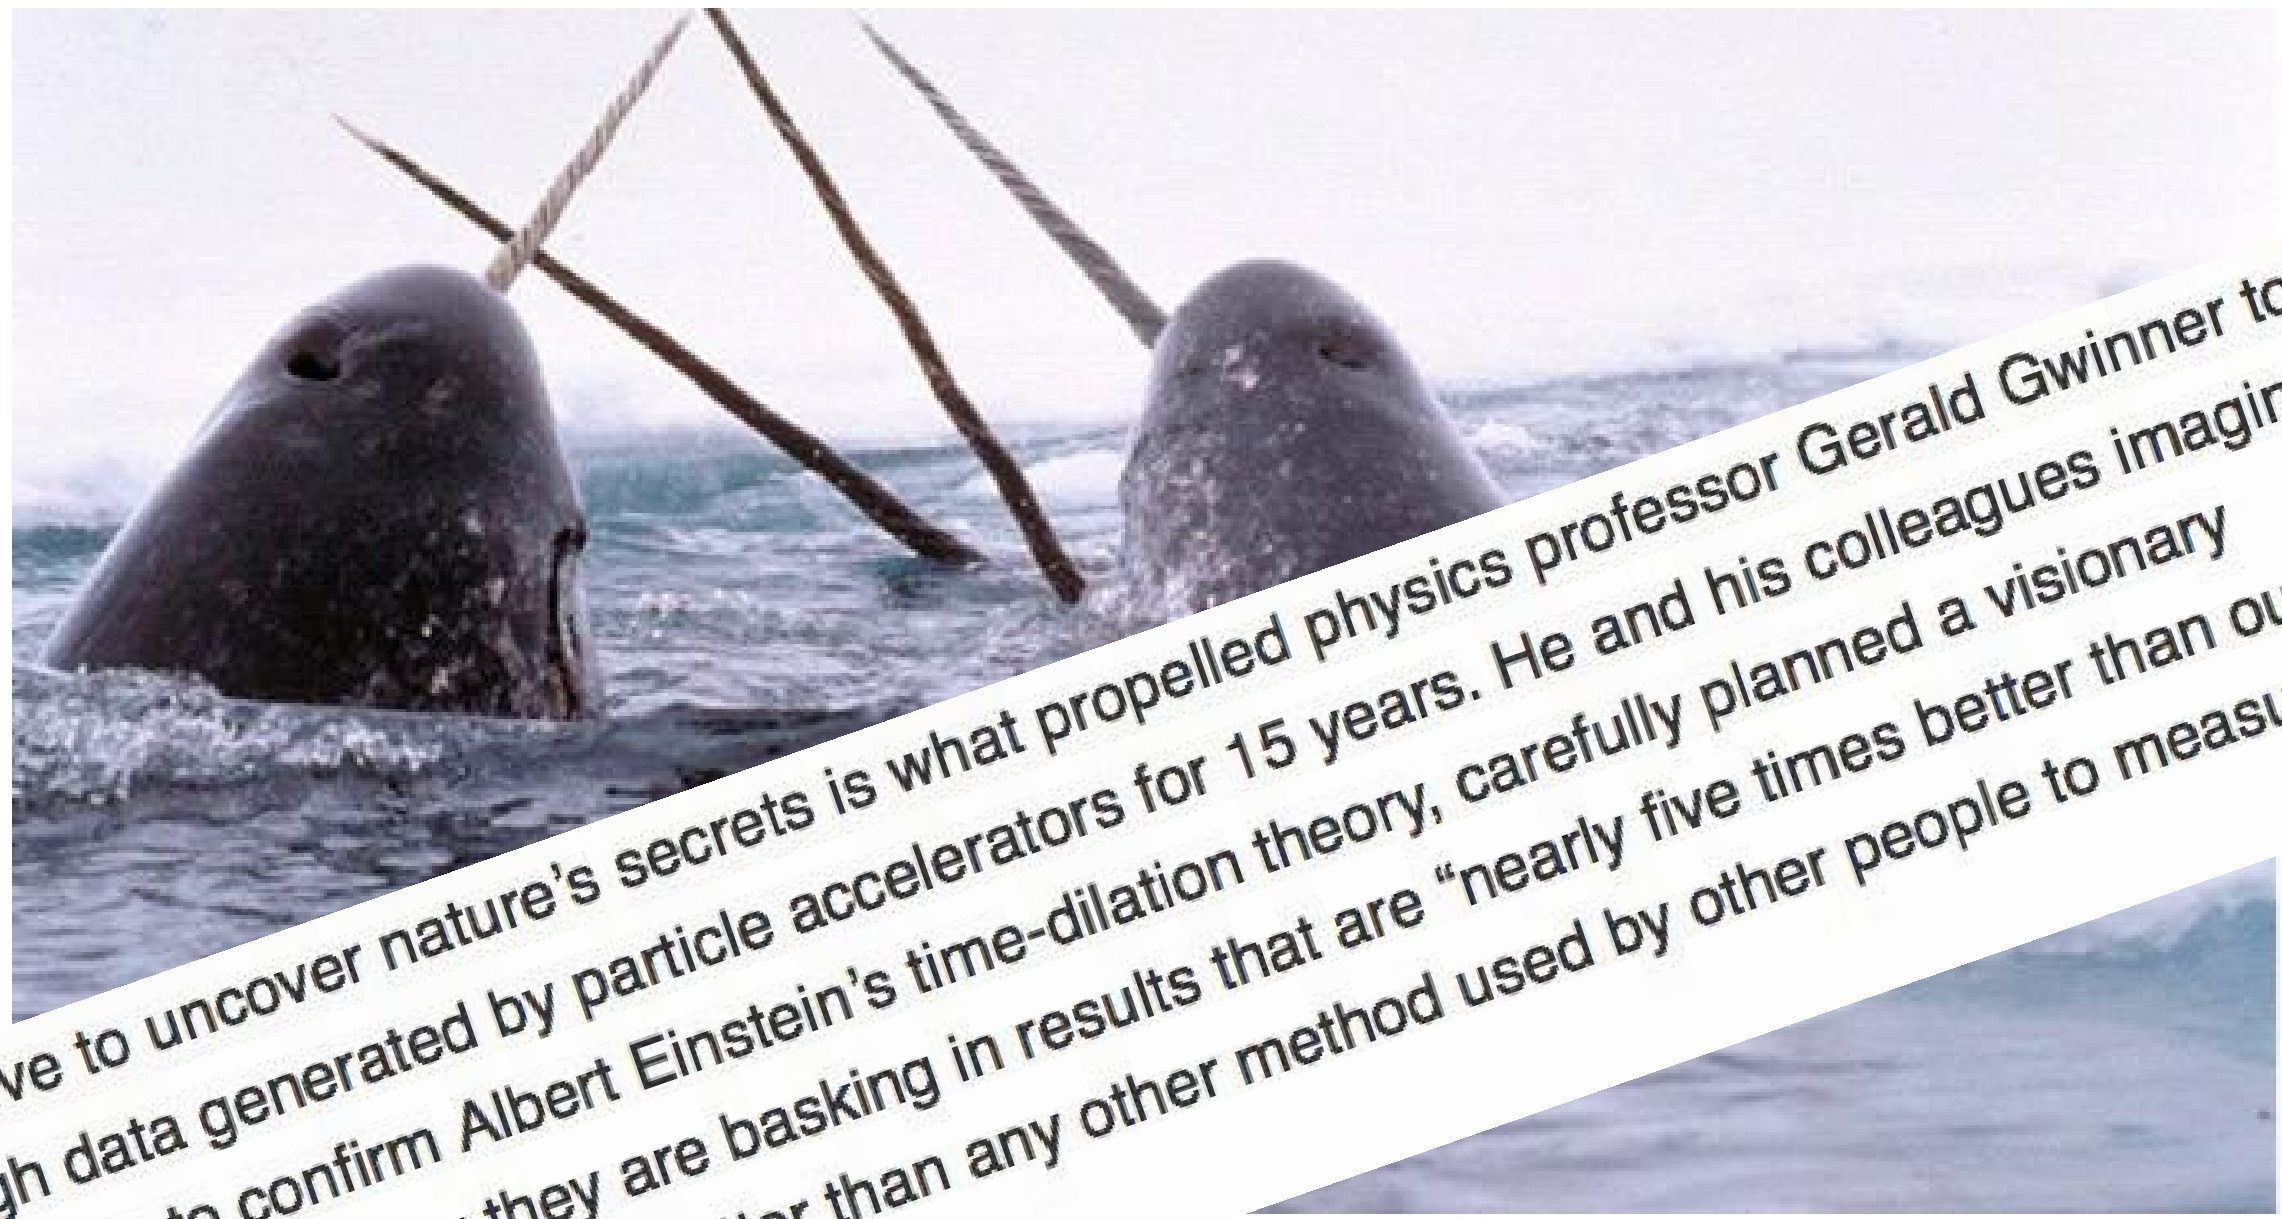 to uncover nature's secrets is what propelled physics professor Gerald Gwinner to
data generated by particle accelerators for 15 years. He and his colleagues
to confirm Albert Einstein's time-dilation theory, carefully planned a visionary
they are basking in results that are “nearly five times better than
than any other method used by other people to